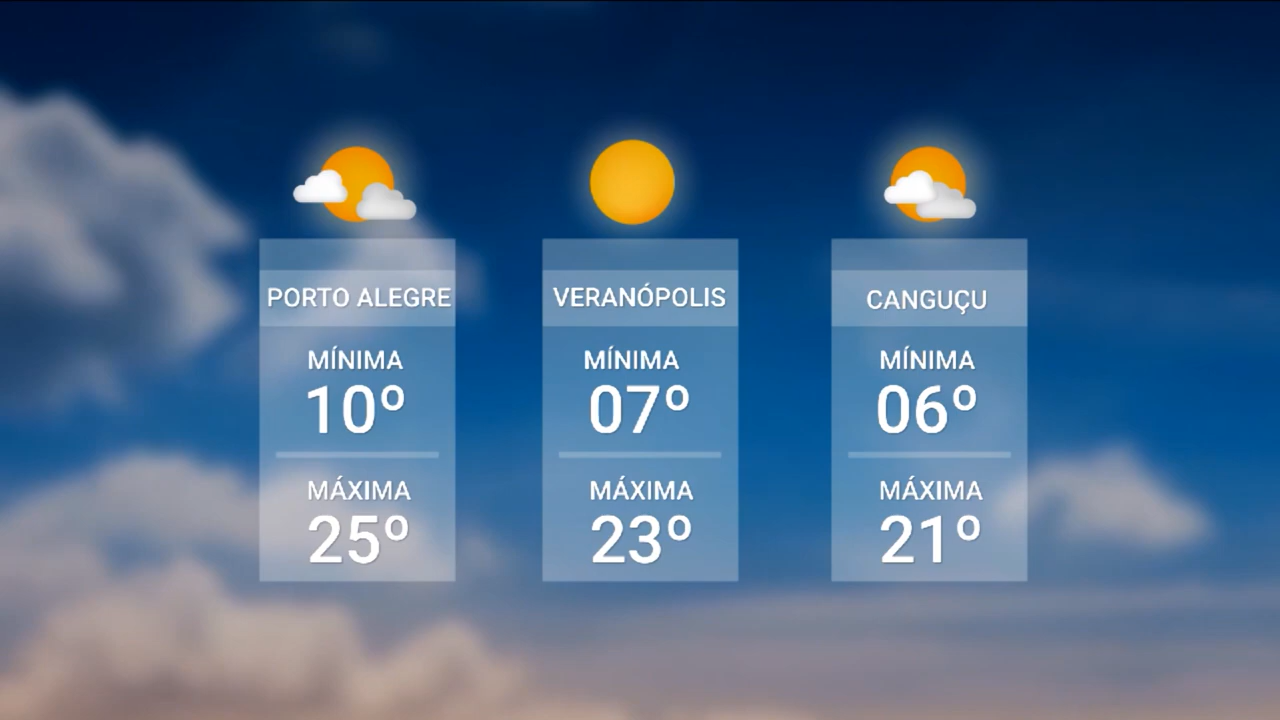 PORTO ALEGRE
MÍNIMA
10º
MÁXIMA
25º
VERANÓPOLIS
MÍNIMA
07º
MÁXIMA
23º
CANGUÇU
MÍNIMA
06º
MÁXIMA
21º